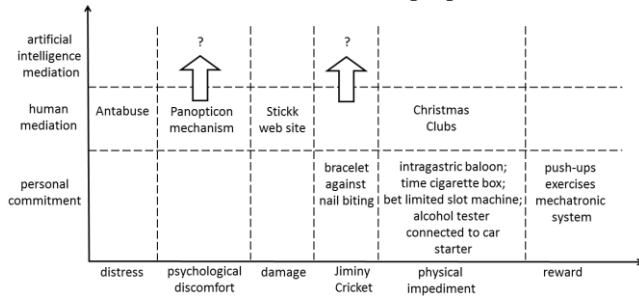 artificial
intelligence
mediation
?
?
human
mediation
Antabuse
Panopticon
mechanism
Stickk
web site
Christmas
Clubs
personal
commitment
bracelet
against
nail biting
intragastric baloon;
time cigarette box;
bet limited slot machine;
alcohol tester
connected to car
starter
push-ups
exercises
mechatronic
system
distress
psychological
discomfort
damage
Jiminy
Cricket
physical
impediment
reward